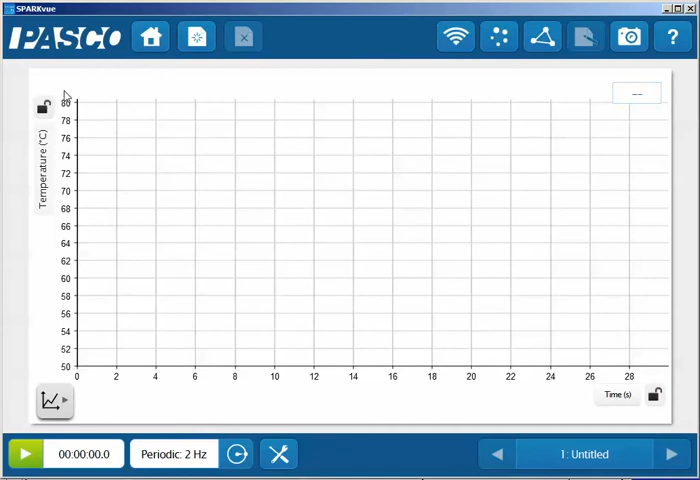 SPARKvue
PASCO
?
--
80
78
76
74
72
70
68
66
64
62
60
58
56
54
52
50
Temperature (°C)
0 2 4 6 8 10 12 14 16 18 20 22 24 26 28
Time (s)
00:00:00.0
Periodic: 2 Hz
1: Untitled